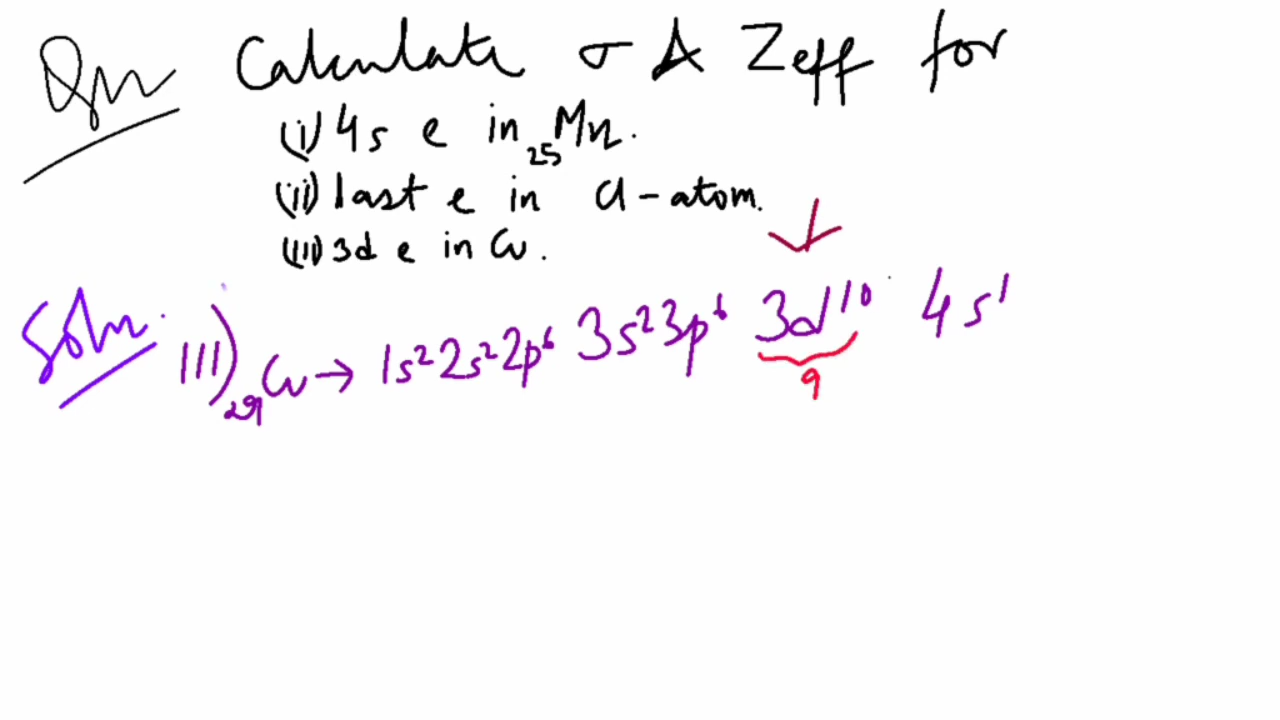 Qn Calculate σ & Zeff for
(i) 4s e in ₂₅Mn.
(ii) last e in Cl-atom.
(III) 3d e in Cu.
Soln. III) ₂₉Cu → 1s² 2s² 2p⁶ 3s² 3p⁶ 3d¹⁰ 4s¹
9